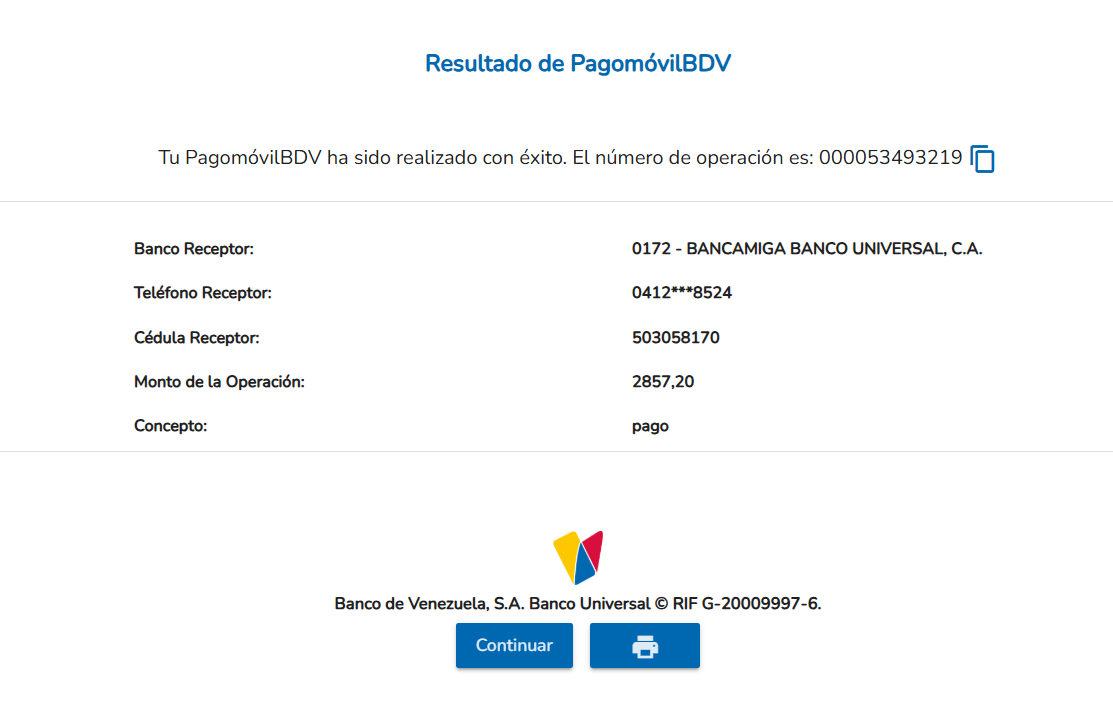 Resultado de PagomóvilBDV
Tu PagomóvilBDV ha sido realizado con éxito. El número de operación es: 000053493219
Banco Receptor: 0172 - BANCAMIGA BANCO UNIVERSAL, C.A.
Teléfono Receptor: 0412***8524
Cédula Receptor: 503058170
Monto de la Operación: 2857,20
Concepto: pago
Banco de Venezuela, S.A. Banco Universal © RIF G-20009997-6.
Continuar